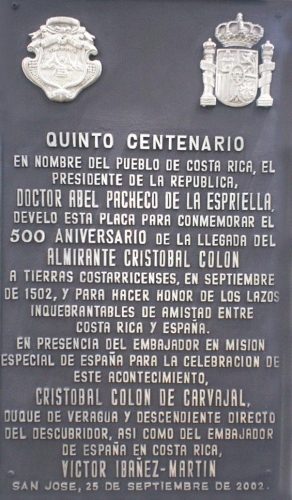 QUINTO CENTENARIO
EN NOMBRE DEL PUEBLO DE COSTA RICA, EL
PRESIDENTE DE LA REPUBLICA,
DOCTOR ABEL PACHECO DE LA ESPRIELLA,
DEVELO ESTA PLACA PARA CONMEMORAR EL
500 ANIVERSARIO DE LA LLEGADA DEL
ALMIRANTE CRISTOBAL COLON
A TIERRAS COSTARRICENSES, EN SEPTIEMBRE
DE 1502, Y PARA HACER HONOR DE LOS LAZOS
INQUEBRANTABLES DE AMISTAD ENTRE
COSTA RICA Y ESPAÑA.
EN PRESENCIA DEL EMBAJADOR EN MISION
ESPECIAL DE ESPAÑA PARA LA CELEBRACION DE
ESTE ACONTECIMIENTO,
CRISTOBAL COLON DE CARVAJAL,
DUQUE DE VERAGUA Y DESCENDIENTE DIRECTO
DEL DESCUBRIDOR, ASI COMO DEL EMBAJADOR
DE ESPAÑA EN COSTA RICA,
VICTOR IBAÑEZ-MARTIN
SAN JOSE, 25 DE SEPTIEMBRE DE 2002.